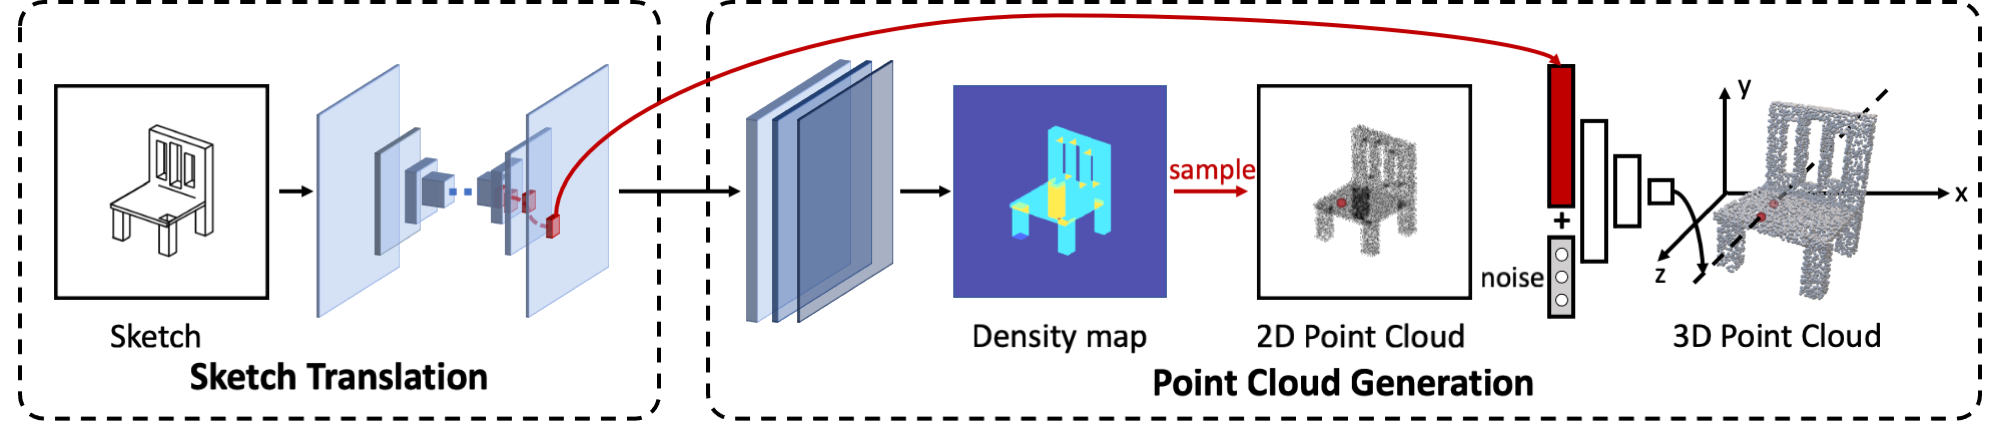 Sketch
Sketch Translation
Density map
sample
2D Point Cloud
+
noise
y
x
z
3D Point Cloud
Point Cloud Generation